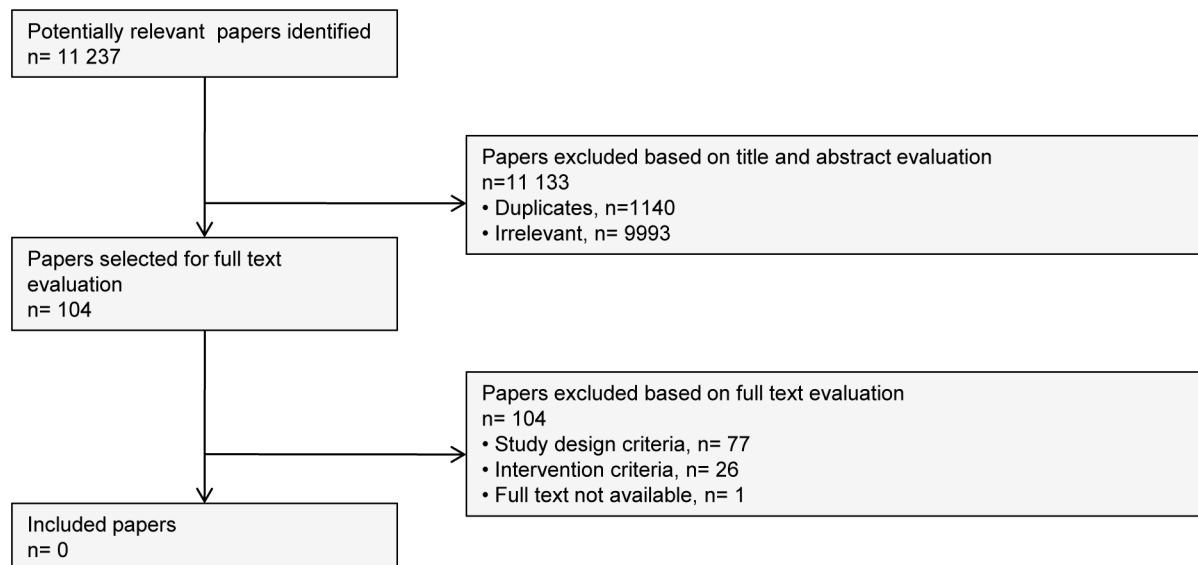 Potentially relevant  papers identified
n= 11 237
Papers excluded based on title and abstract evaluation
n=11 133
• Duplicates, n=1140
• Irrelevant, n= 9993
Papers selected for full text
evaluation
n= 104
Papers excluded based on full text evaluation
n= 104
• Study design criteria, n= 77
• Intervention criteria, n= 26
• Full text not available, n= 1
Included papers
n= 0